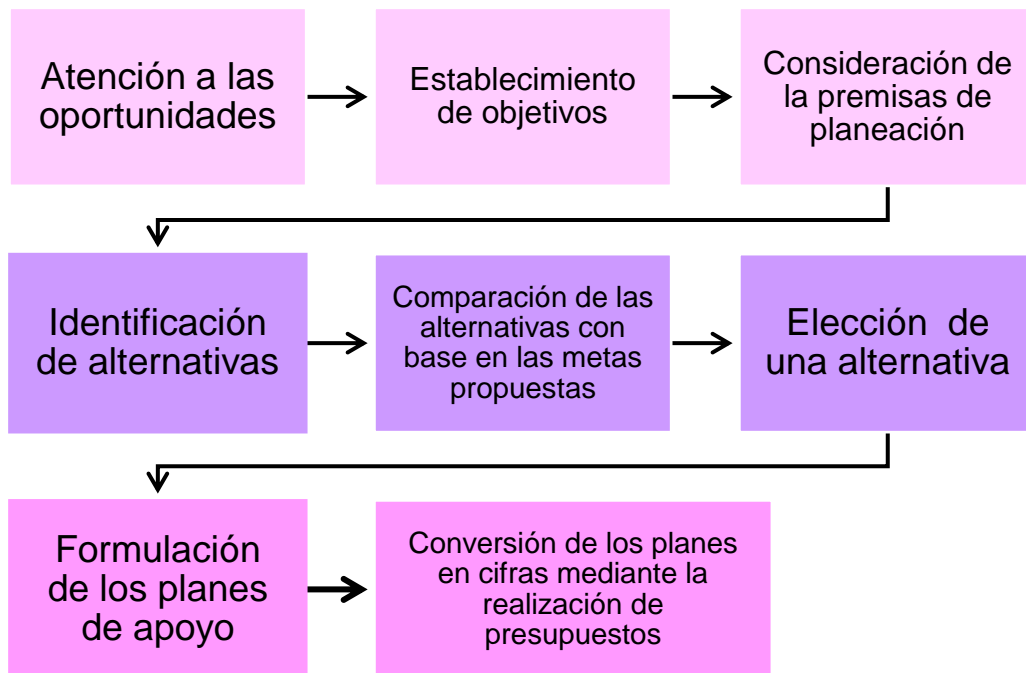 Atención a las
oportunidades
Establecimiento
de objetivos
Consideración de
la premisas de
planeación
Identificación
de alternativas
Comparación de las
alternativas con
base en las metas
propuestas
Elección  de
una alternativa
Formulación
de los planes
de apoyo
Conversión de los planes
en cifras mediante la
realización de
presupuestos